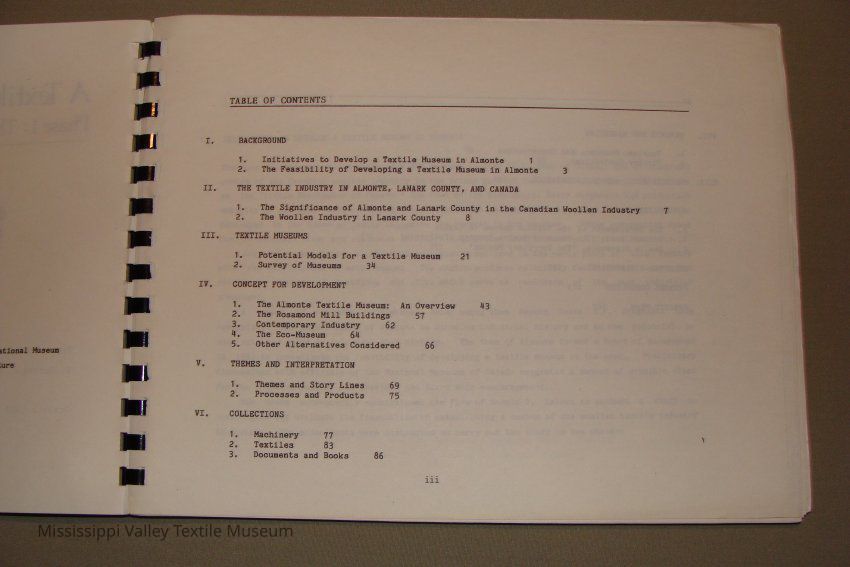 A Textil
Phase I: T
ational Museum
ture
TABLE OF CONTENTS
I. BACKGROUND
1. Initiatives to Develop a Textile Museum in Almonte 1
2. The Feasibility of Developing a Textile Museum in Almonte 3
II. THE TEXTILE INDUSTRY IN ALMONTE, LANARK COUNTY, AND CANADA
1. The Significance of Almonte and Lanark County in the Canadian Woollen Industry 7
2. The Woollen Industry in Lanark County 8
III. TEXTILE MUSEUMS
1. Potential Models for a Textile Museum 21
2. Survey of Museums 34
IV. CONCEPT FOR DEVELOPMENT
1. The Almonte Textile Museum: An Overview 43
2. The Rosamond Mill Buildings 57
3. Contemporary Industry 62
4. The Eco-Museum 64
5. Other Alternatives Considered 66
V. THEMES AND INTERPRETATION
1. Themes and Story Lines 69
2. Processes and Products 75
VI. COLLECTIONS
1. Machinery 77
2. Textiles 83
3. Documents and Books 86
iii
Mississippi Valley Textile Museum